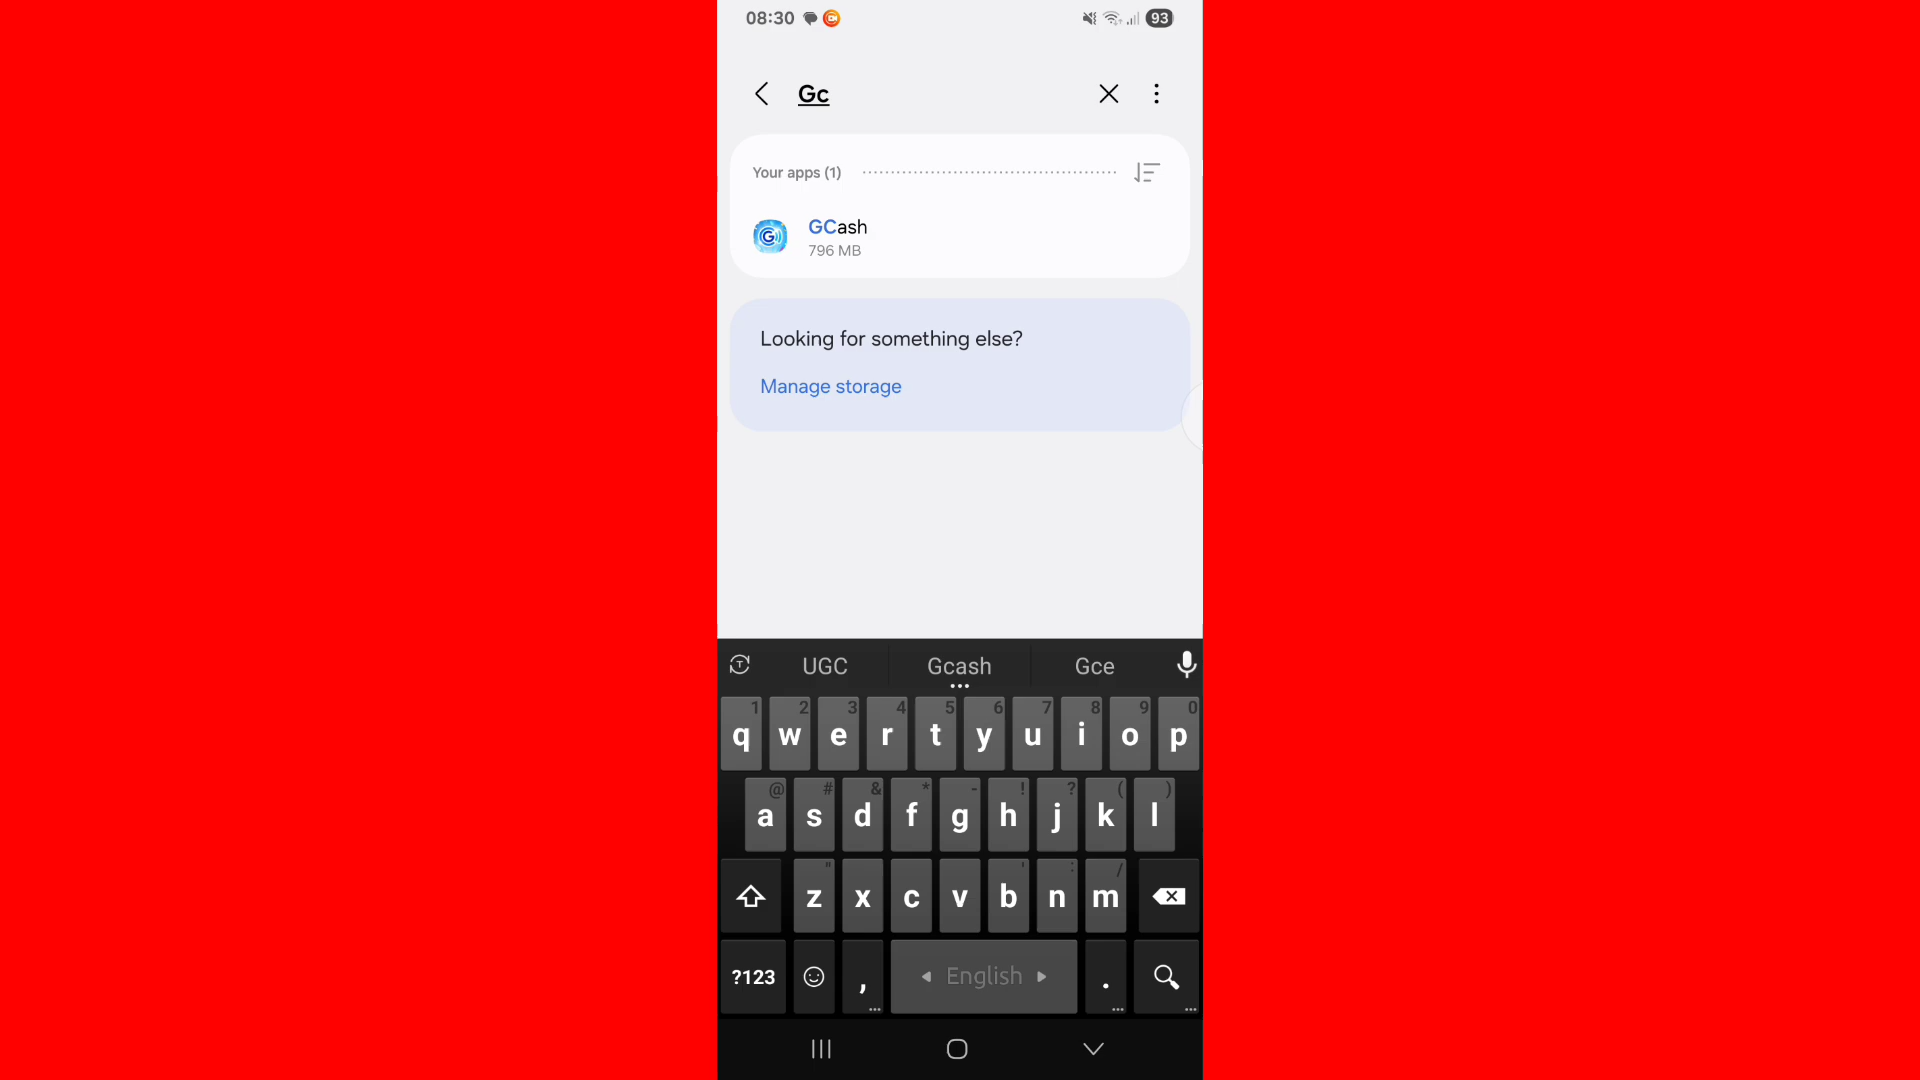 08:30 93
Gc
Your apps (1)
GCash
796 MB
Looking for something else?
Manage storage
UGC Gcash Gce
1 2 3 4 5 6 7 8 9 0
q w e r t y u i o p
@ # & * - ! ? ( )
a s d f g h j k l
" ' : /
z x c v b n m
?123 , English .